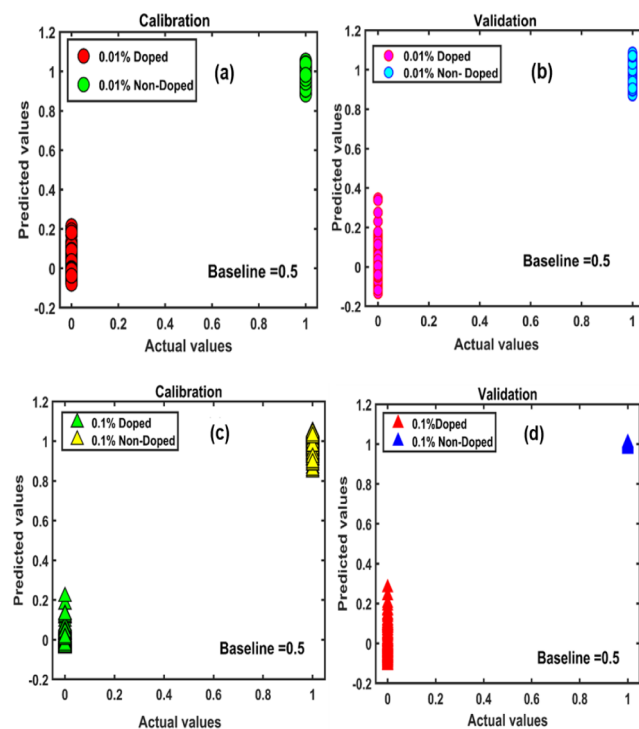 Calibration
1.2
1
0.8
0.6
0.4
0.2
0
-0.2
Predicted values
0.01% Doped
0.01% Non-Doped
(a)
Baseline =0.5
0 0.2 0.4 0.6 0.8 1
Actual values
Validation
1.2
1
0.8
0.6
0.4
0.2
0
-0.2
Predicted values
0.01% Doped
0.01% Non- Doped
(b)
Baseline =0.5
0 0.2 0.4 0.6 0.8 1
Actual values
Calibration
1.2
1
0.8
0.6
0.4
0.2
0
-0.2
Predicted values
0.1% Doped
0.1% Non-Doped
(c)
Baseline =0.5
0 0.2 0.4 0.6 0.8 1
Actual values
Validation
1.2
1
0.8
0.6
0.4
0.2
0
-0.2
Predicted values
0.1%Doped
0.1% Non-Doped
(d)
Baseline =0.5
0 0.2 0.4 0.6 0.8 1
Actual values